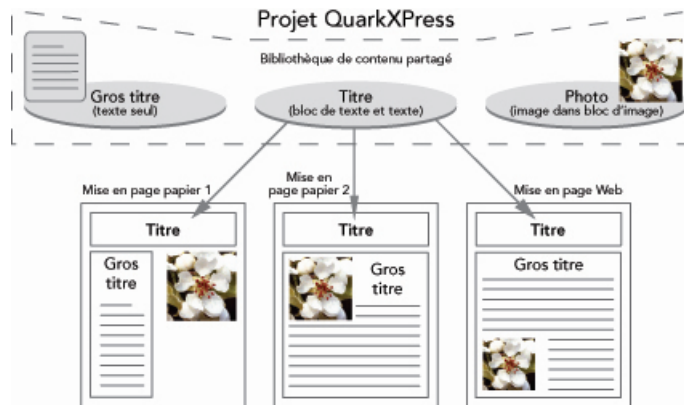 Projet QuarkXPress
Bibliothèque de contenu partagé
Gros titre
(texte seul)
Titre
(bloc de texte et texte)
Photo
(image dans bloc d'image)
Mise en page papier 1
Mise en
page papier 2
Mise en page Web
Titre
Gros
titre
Titre
Gros
titre
Titre
Gros titre